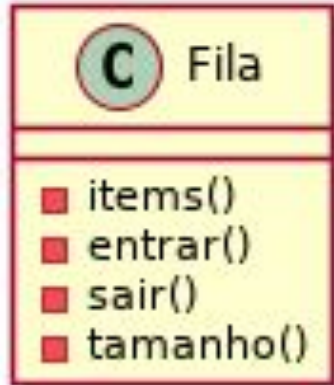 C Fila
items()
entrar()
sair()
tamanho()